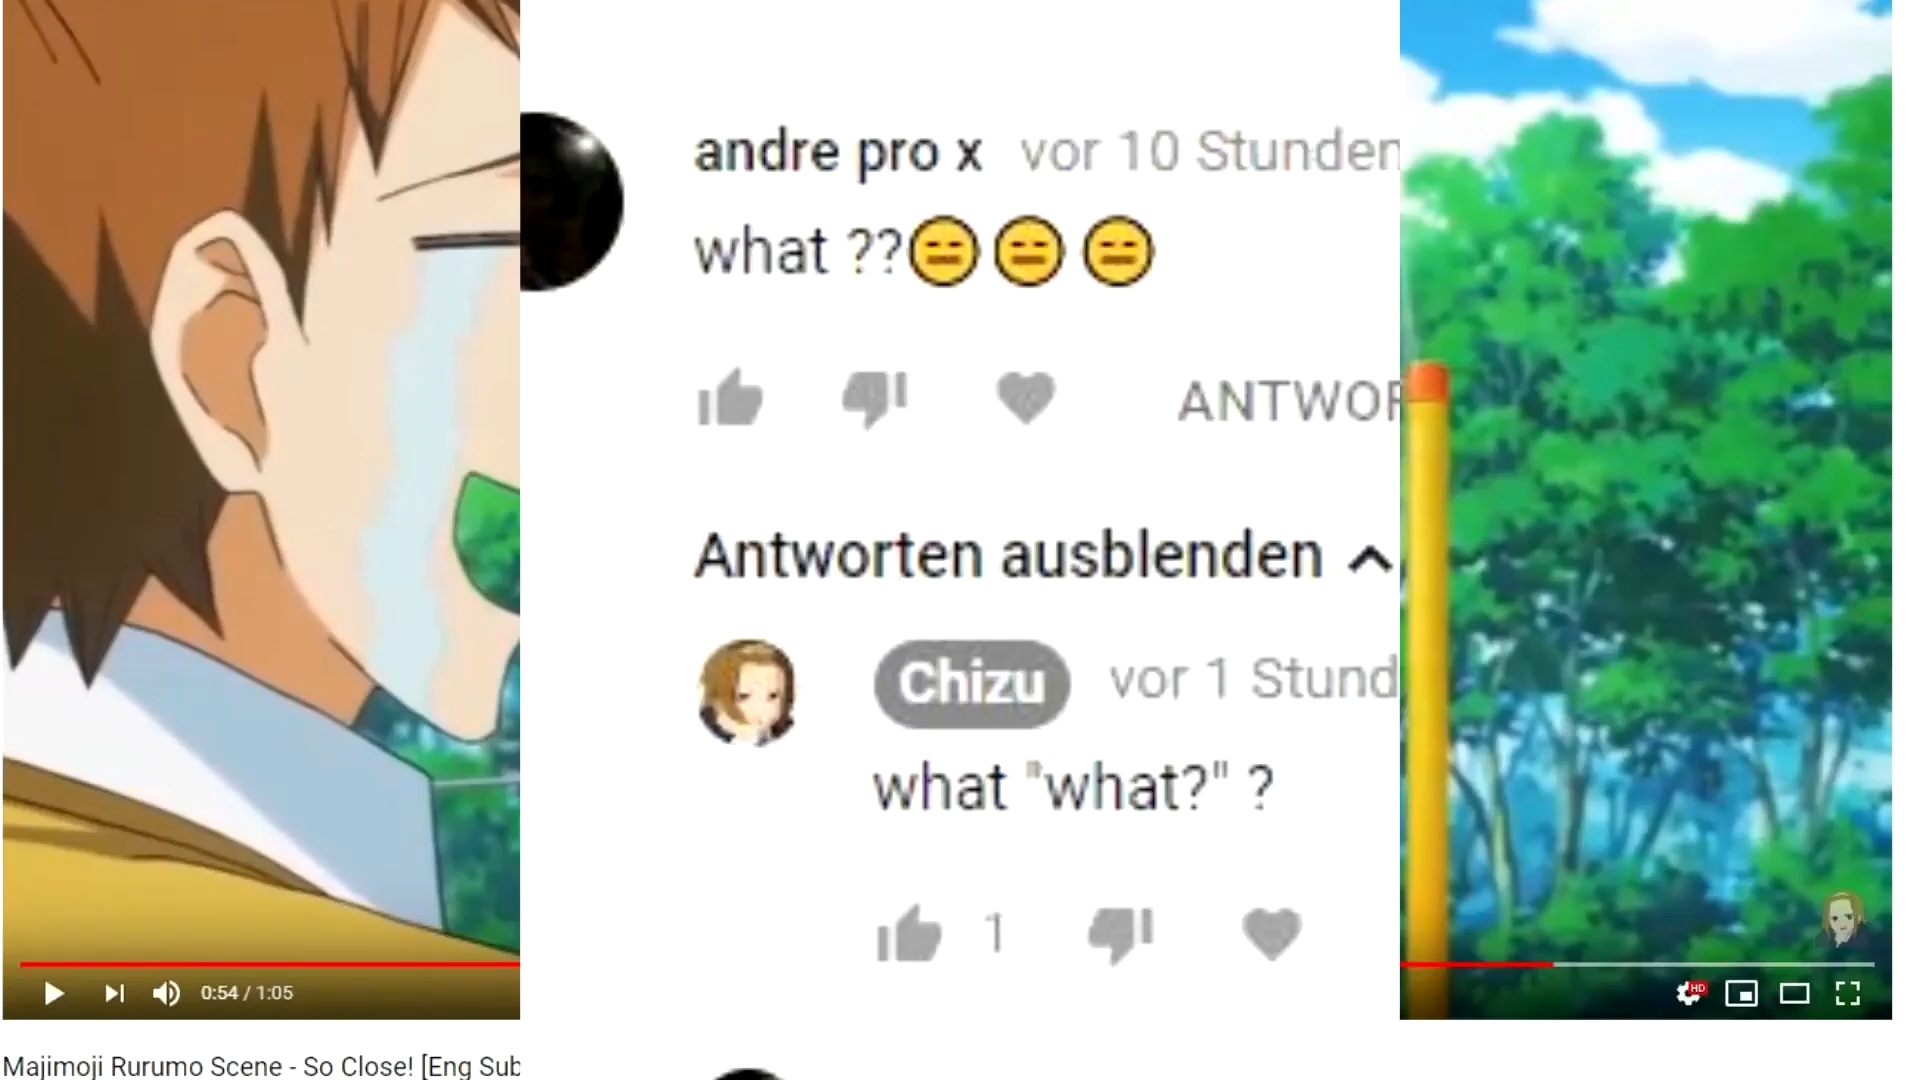 andre pro x vor 10 Stunden
what ??😑😑😑
ANTWOR
Antworten ausblenden
Chizu vor 1 Stund
what "what?" ?
1
0:54 / 1:05
HD
Majimoji Rurumo Scene - So Close! [Eng Sub